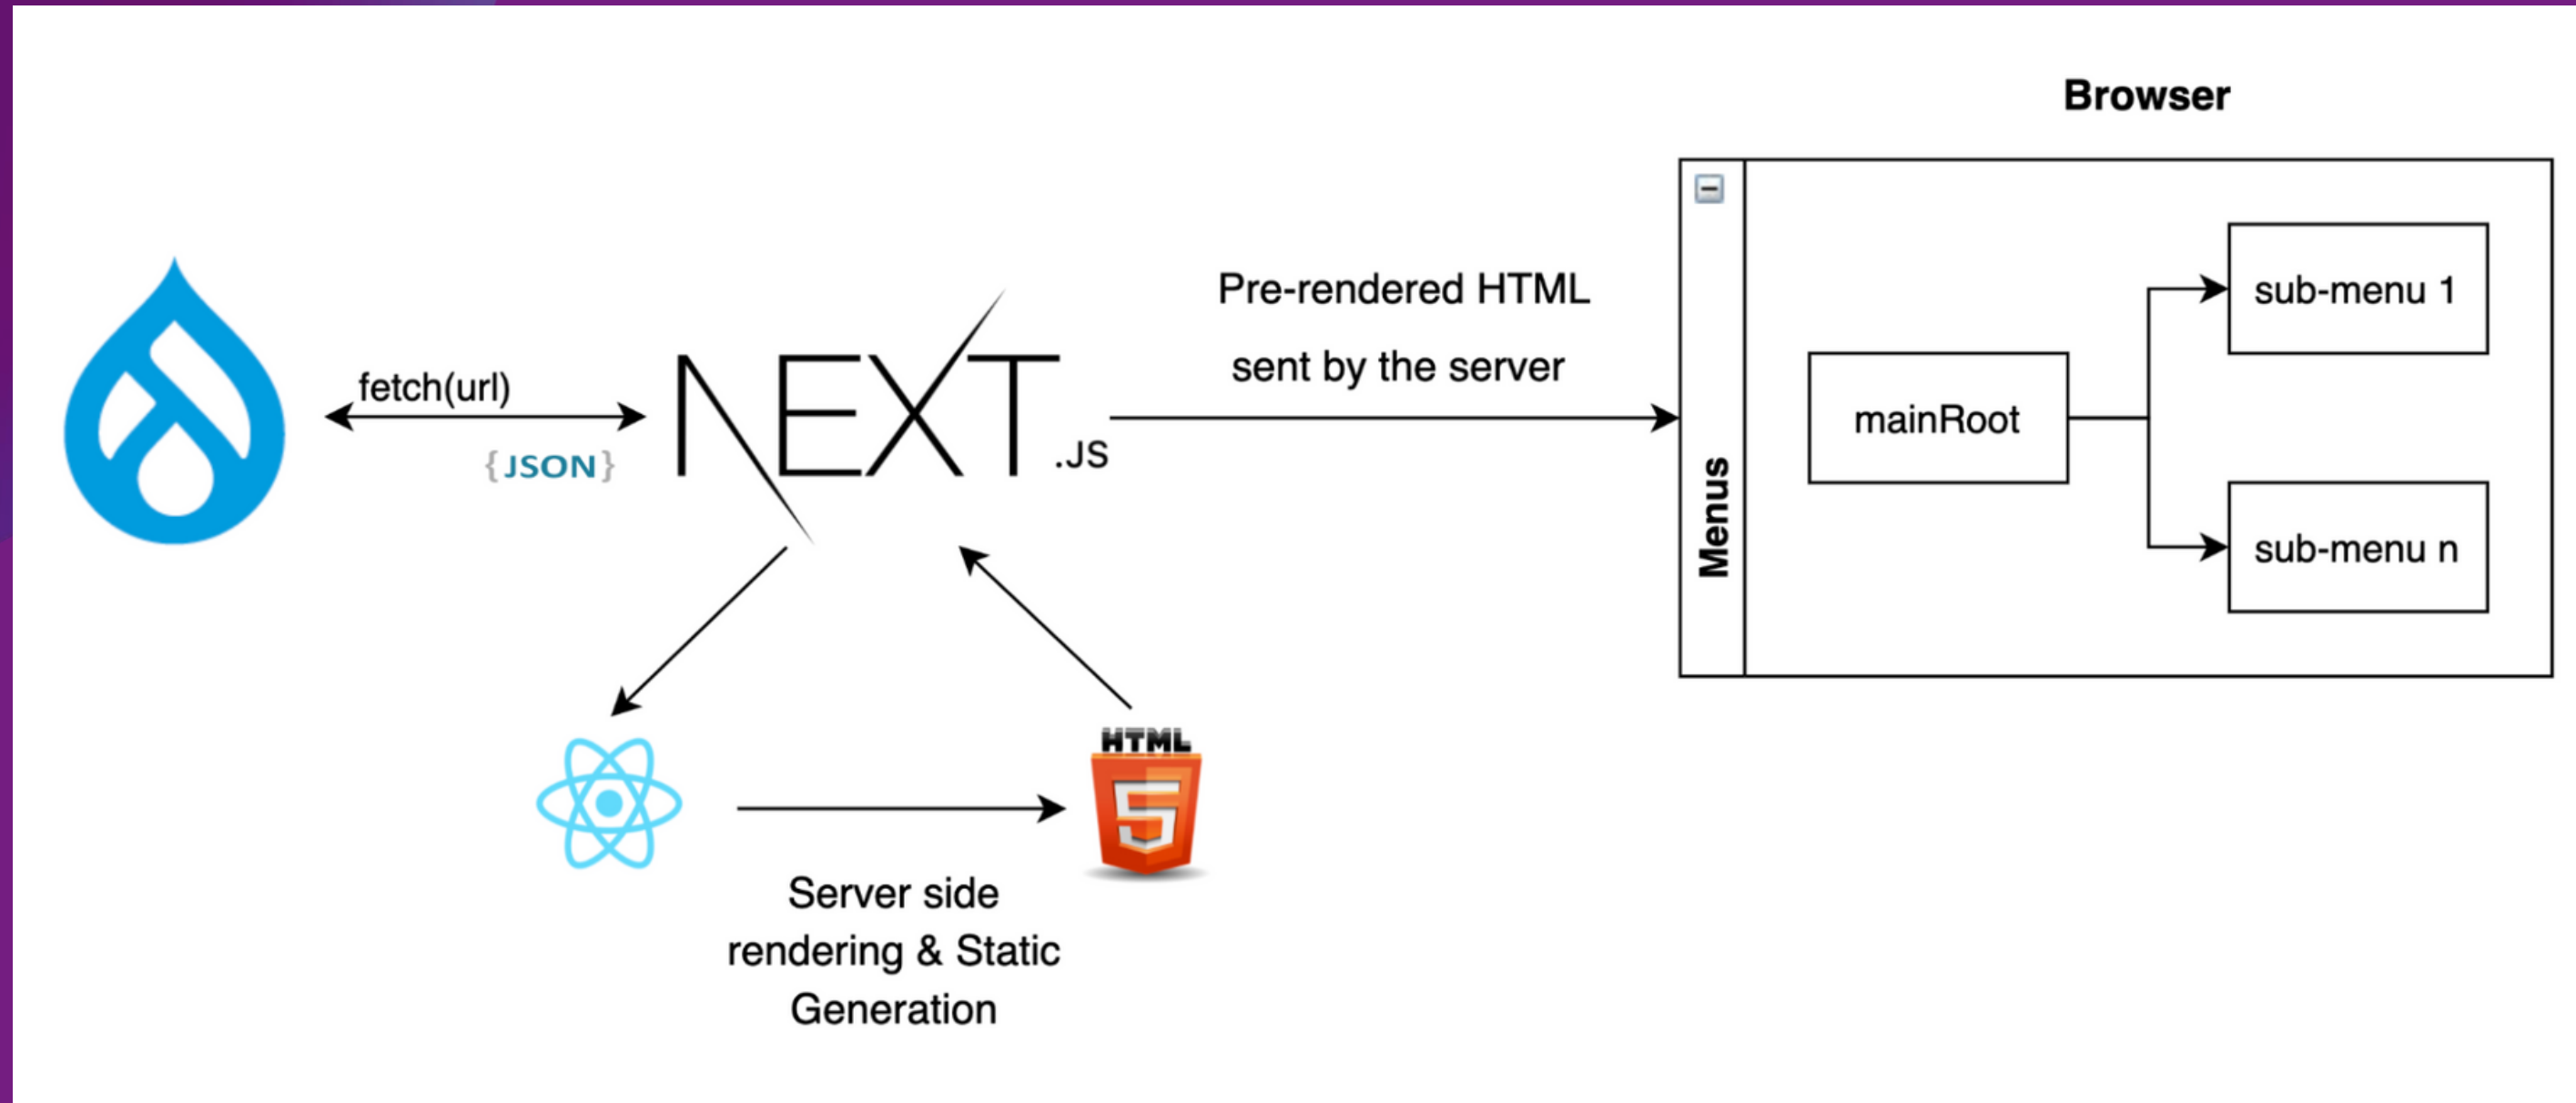 Browser
fetch(url)
{JSON}
NEXT.JS
Pre-rendered HTML
sent by the server
Menus
mainRoot
sub-menu 1
sub-menu n
HTML
5
Server side
rendering & Static
Generation